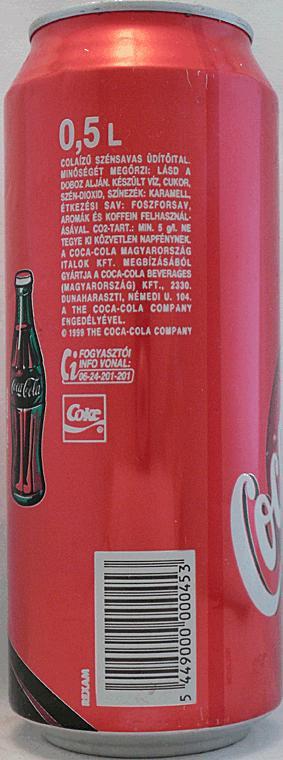 0,5 L
COLAÍZŰ SZÉNSAVAS ÜDÍTŐITAL.
MINŐSÉGÉT MEGŐRZI: LÁSD A
DOBOZ ALJÁN. KÉSZÜLT VÍZ, CUKOR,
SZÉN-DIOXID, SZÍNEZÉK: KARAMELL,
ÉTKEZÉSI SAV: FOSZFORSAV,
AROMÁK ÉS KOFFEIN FELHASZNÁL-
ÁSÁVAL. CO2-TART.: MIN. 5 g/l. NE
TEGYE KI KÖZVETLEN NAPFÉNYNEK.
A COCA-COLA MAGYARORSZÁG
ITALOK KFT. MEGBÍZÁSÁBÓL
GYÁRTJA A COCA-COLA BEVERAGES
(MAGYARORSZÁG) KFT., 2330.
DUNAHARASZTI, NÉMEDI U. 104.
A THE COCA-COLA COMPANY
ENGEDÉLYÉVEL.
© 1999 THE COCA-COLA COMPANY
Ci FOGYASZTÓI
INFO VONAL:
06-24-201-201
Coca-Cola
Coke
®
Co
REXAM
5 449000 000453